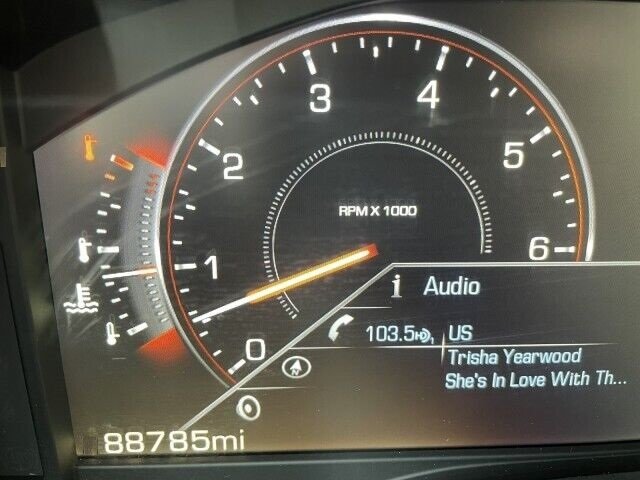 3
4
2
5
RPM X 1000
6
1
i Audio
103.5 1 US
0
Trisha Yearwood
She's In Love With Th...
88785mi